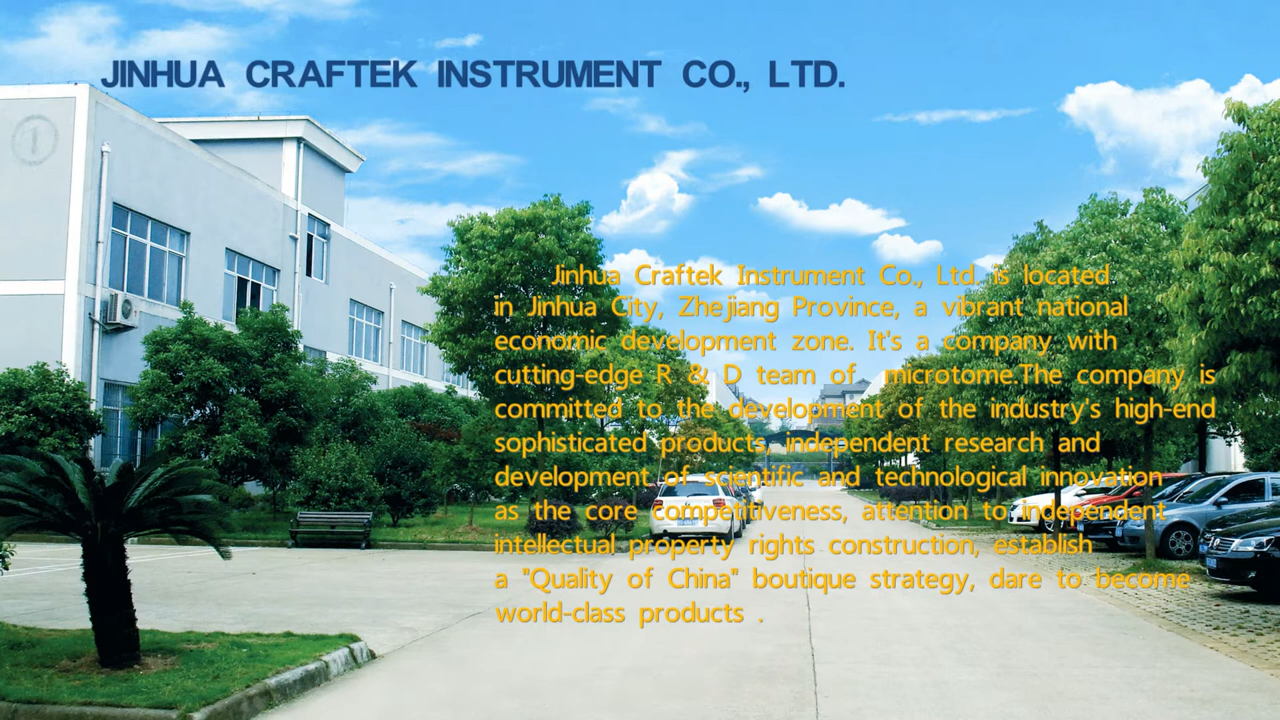 JINHUA CRAFTEK INSTRUMENT CO., LTD.
1
Jinhua Craftek Instrument Co., Ltd. is located
in Jinhua City, Zhejiang Province, a vibrant national
economic development zone. It's a company with
cutting-edge R & D team of microtome.The company is
committed to the development of the industry's high-end
sophisticated products, independent research and
development of scientific and technological innovation
as the core competitiveness, attention to independent
intellectual property rights construction, establish
a "Quality of China" boutique strategy, dare to become
world-class products .